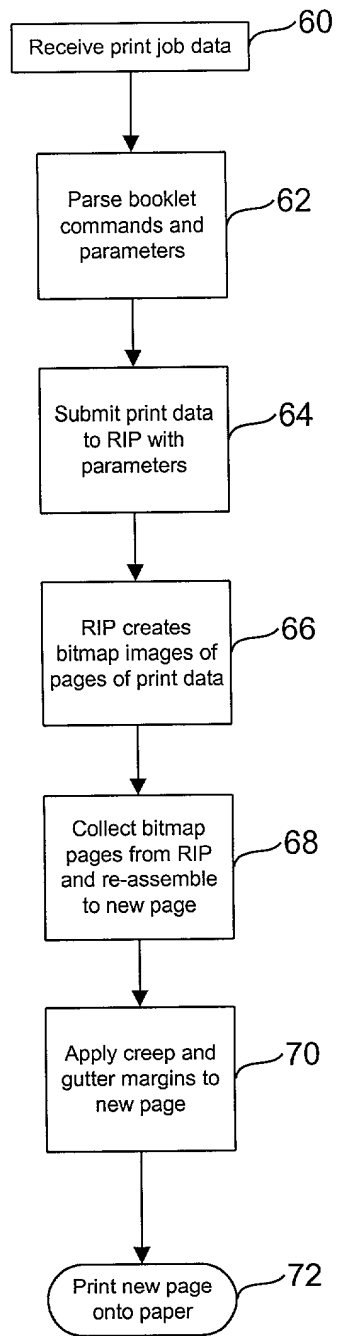 Receive print job data
60
Parse booklet
commands and
parameters
62
Submit print data
to RIP with
parameters
64
RIP creates
bitmap images of
pages of print data
66
Collect bitmap
pages from RIP
and re-assemble
to new page
68
Apply creep and
gutter margins to
new page
70
Print new page
onto paper
72